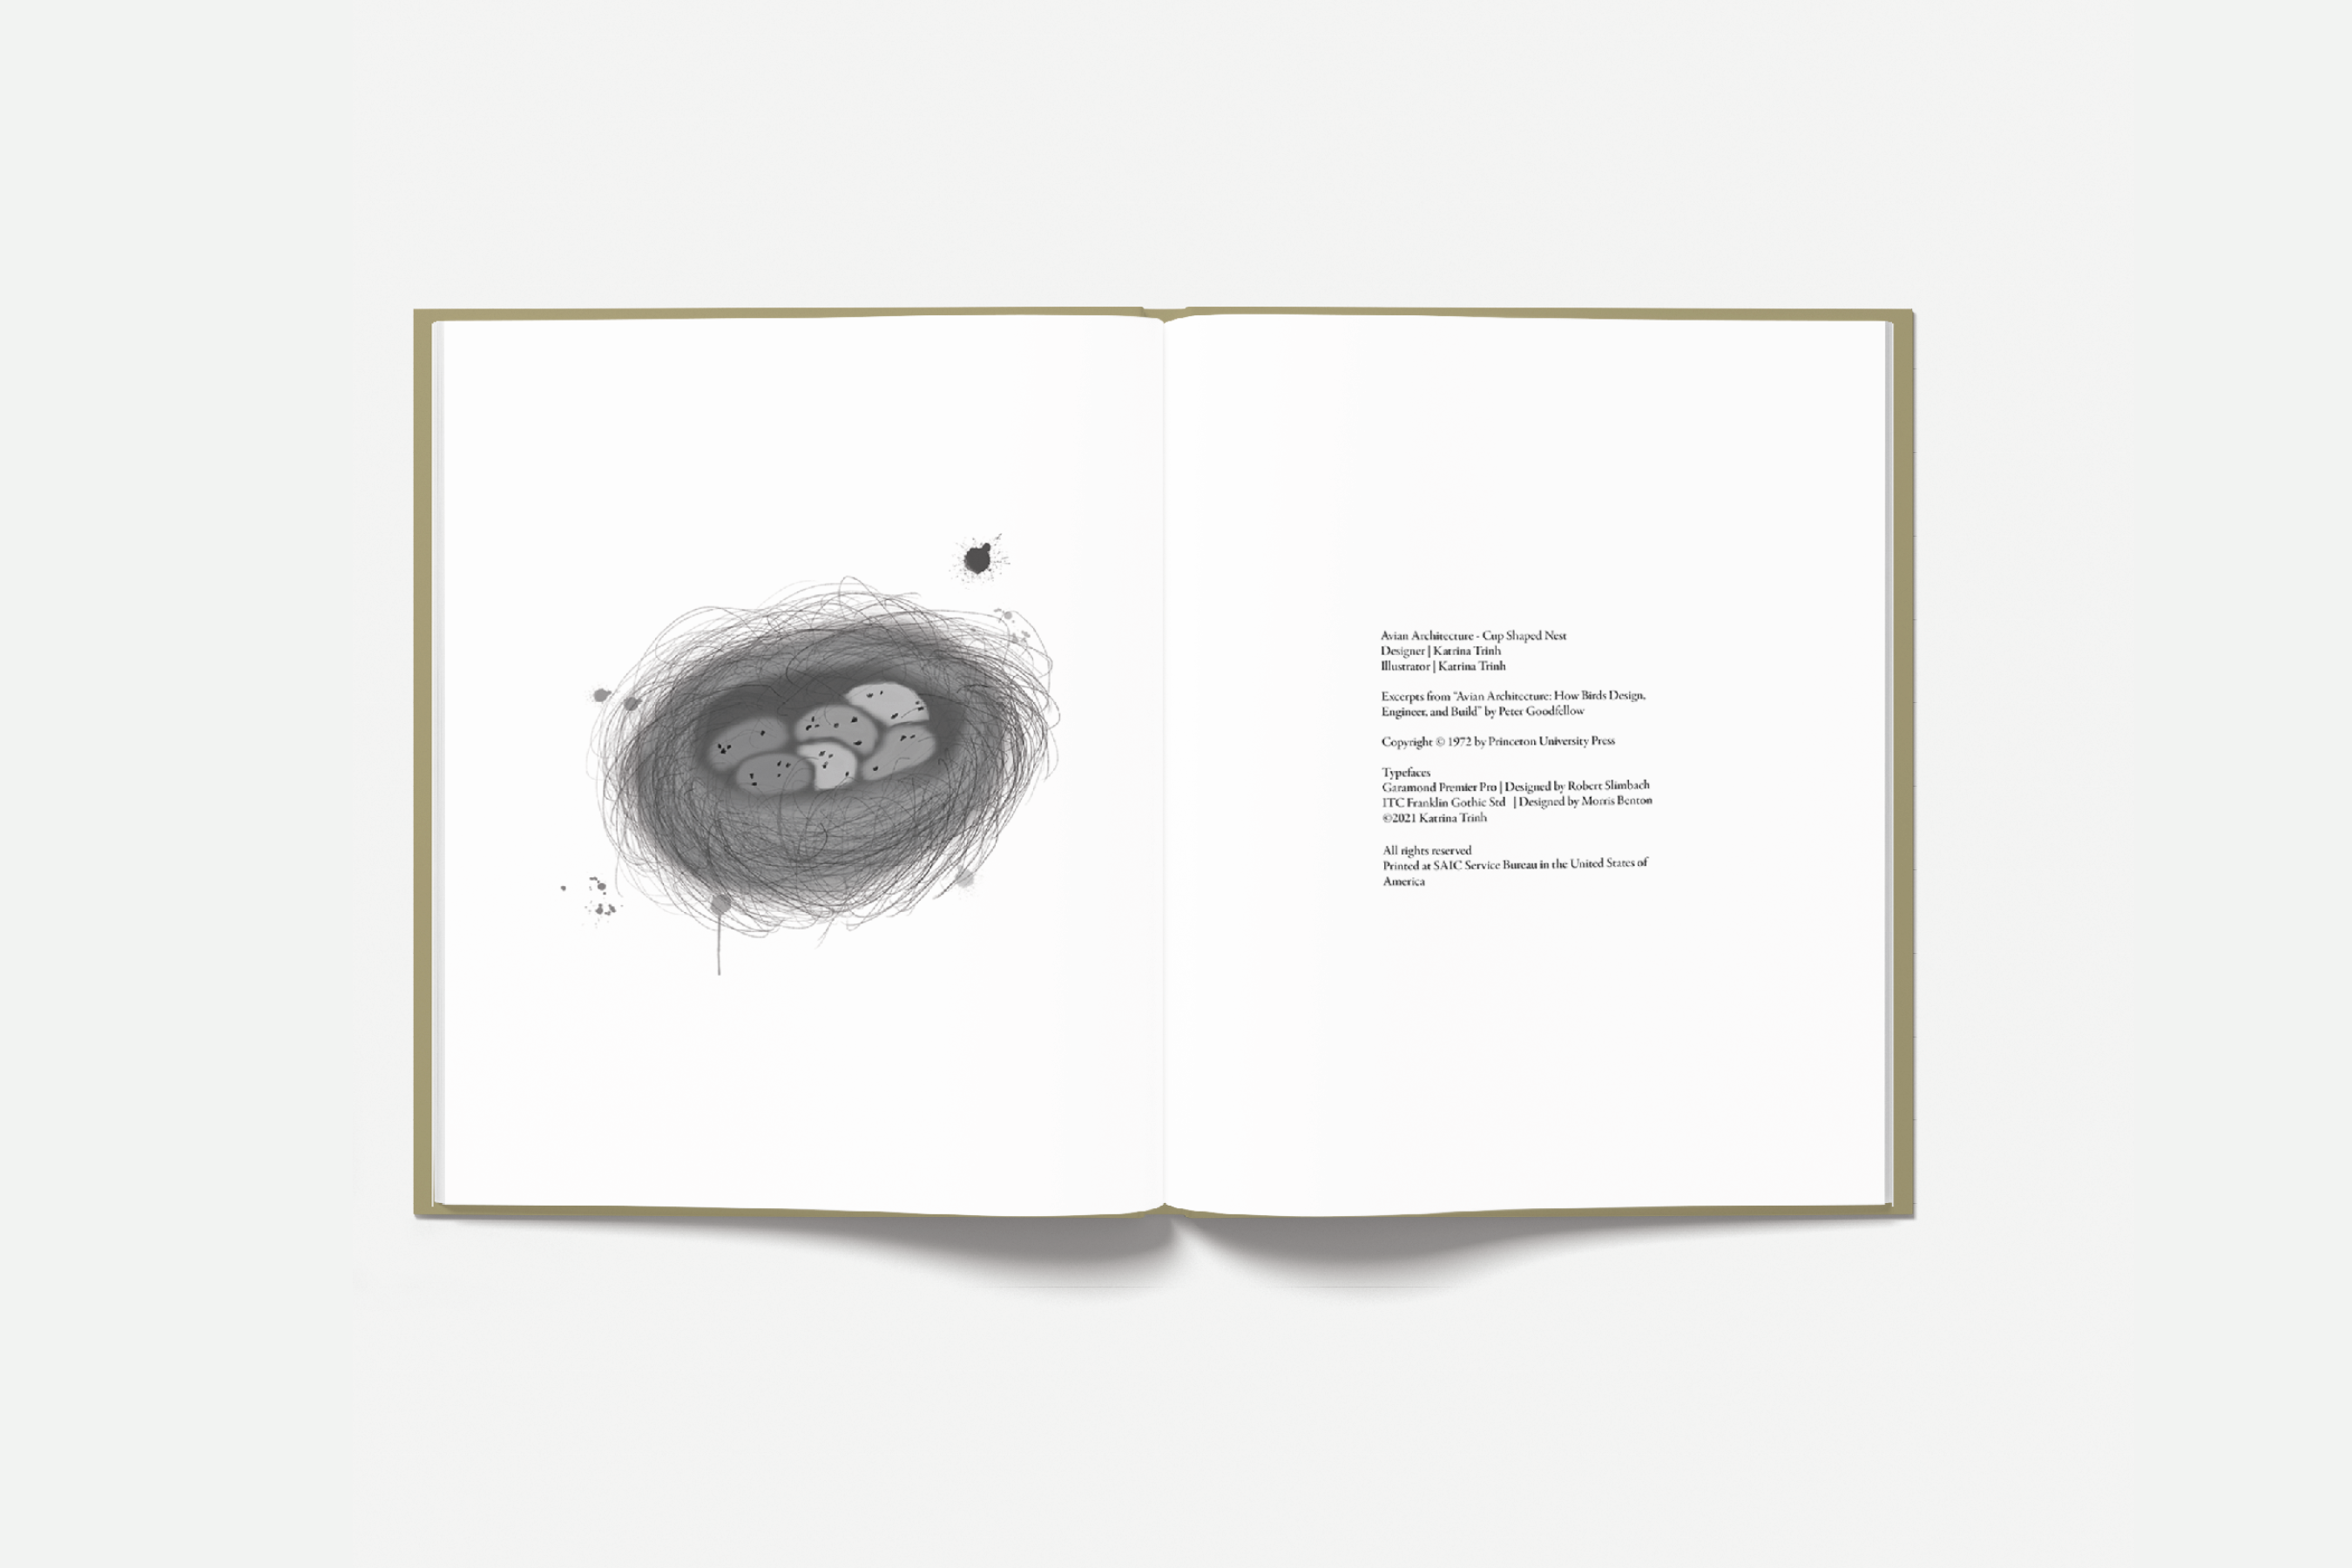 Avian Architecture - Cup Shaped Nest
Designer | Katrina Trinh
Illustrator | Katrina Trinh
Excerpts from "Avian Architecture: How Birds Design,
Engineer, and Build" by Peter Goodfellow
Copyright © 1972 by Princeton University Press
Typefaces
Garamond Premier Pro | Designed by Robert Slimbach
ITC Franklin Gothic Std | Designed by Morris Benton
©2021 Katrina Trinh
All rights reserved
Printed at SAIC Service Bureau in the United States of
America